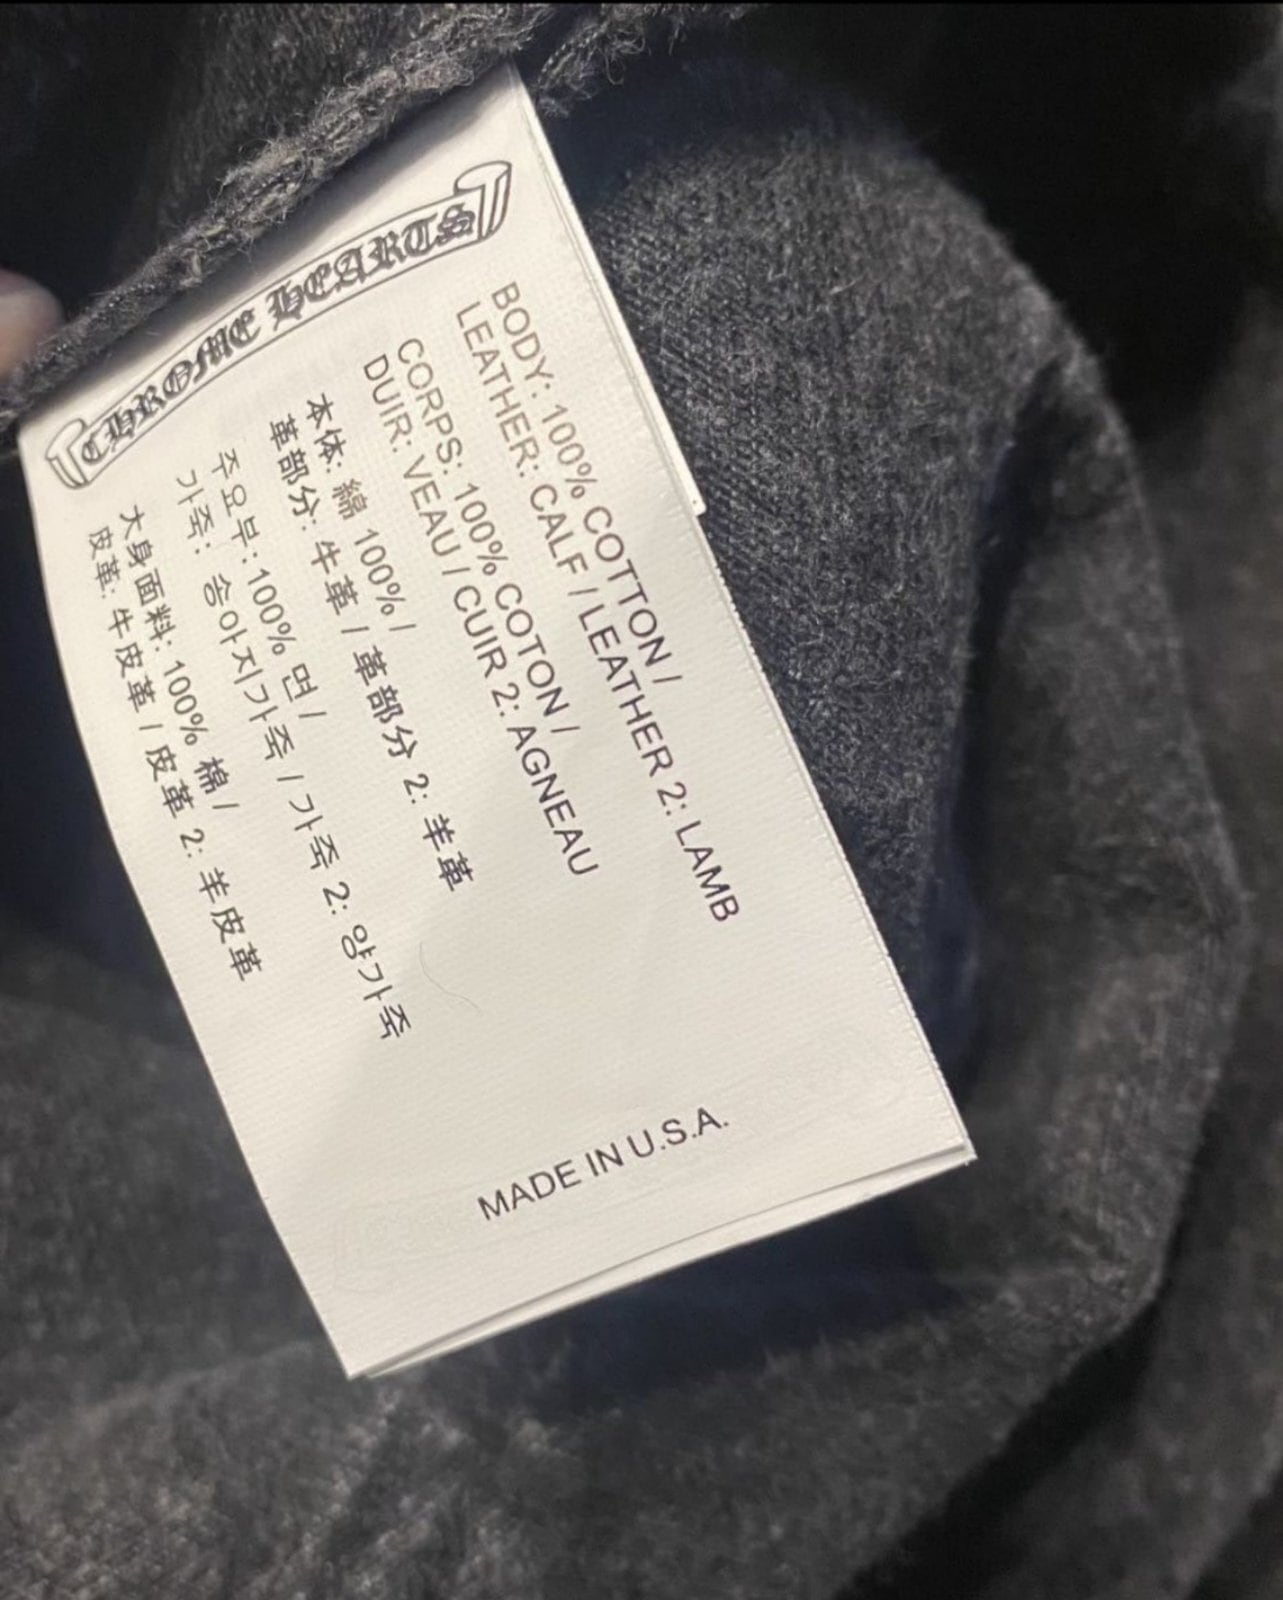 CHROME HEARTS
BODY: 100% COTTON /
LEATHER: CALF / LEATHER 2: LAMB
CORPS: 100% COTON /
DUIR: VEAU / CUIR 2: AGNEAU
本体: 綿 100% /
革部分: 牛革 / 革部分 2: 羊革
주요부: 100% 면 /
가죽: 송아지가죽 / 가죽 2: 양가죽
大身面料: 100% 棉 /
皮革: 牛皮革 / 皮革 2: 羊皮革
MADE IN U.S.A.